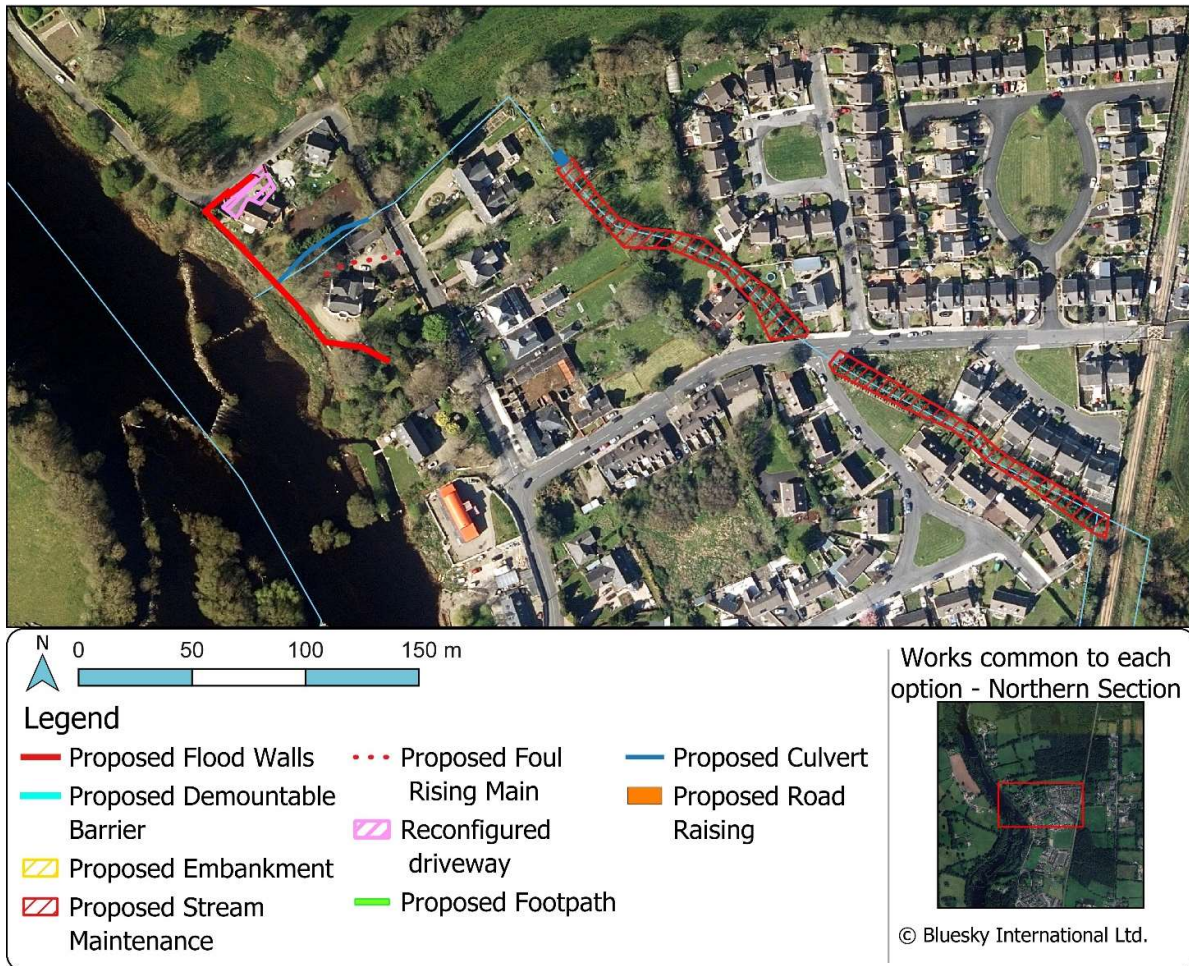 N
0 50 100 150 m
Legend
Proposed Flood Walls
Proposed Demountable
Barrier
Proposed Embankment
Proposed Stream
Maintenance
Proposed Foul
Rising Main
Reconfigured
driveway
Proposed Footpath
Proposed Culvert
Proposed Road
Raising
Works common to each
option - Northern Section
© Bluesky International Ltd.